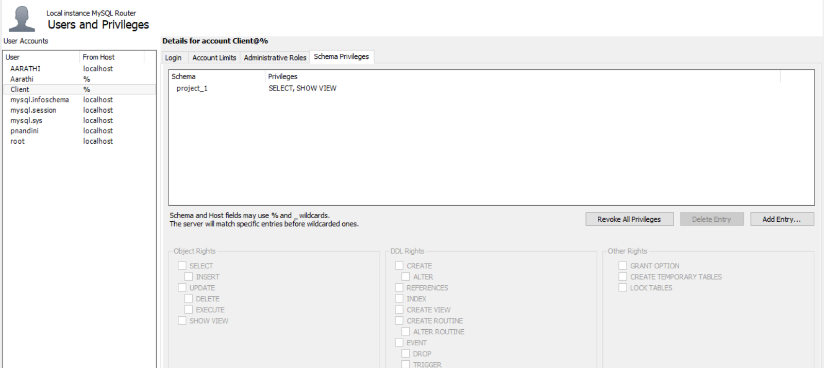 Local instance MySQL Router
Users and Privileges
User Accounts
User From Host
AARATHI localhost
Aarathi %
Client %
mysql.infoschema localhost
mysql.session localhost
mysql.sys localhost
pnandini localhost
root localhost
Details for account Client@%
Login Account Limits Administrative Roles Schema Privileges
Schema Privileges
project_1 SELECT, SHOW VIEW
Schema and Host fields may use % and _ wildcards.
The server will match specific entries before wildcarded ones.
Revoke All Privileges Delete Entry Add Entry...
Object Rights
SELECT
INSERT
UPDATE
DELETE
EXECUTE
SHOW VIEW
DDL Rights
CREATE
ALTER
REFERENCES
INDEX
CREATE VIEW
CREATE ROUTINE
ALTER ROUTINE
EVENT
DROP
TRIGGER
Other Rights
GRANT OPTION
CREATE TEMPORARY TABLES
LOCK TABLES